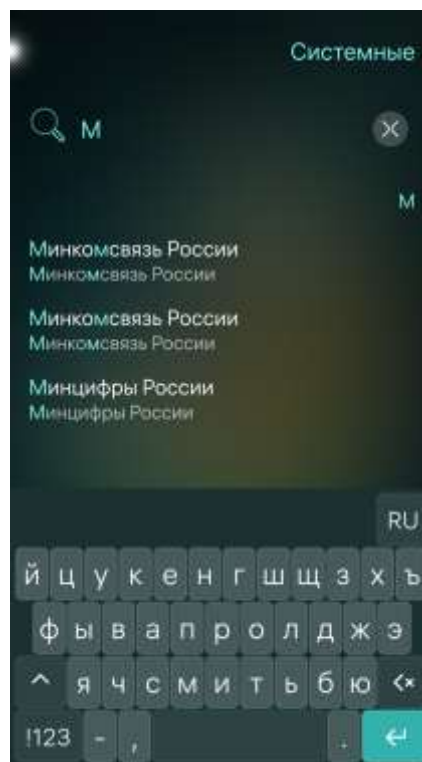 Системные
М
М
Минкомсвязь России
Минкомсвязь России
Минкомсвязь России
Минкомсвязь России
Минцифры России
Минцифры России
RU
й ц у к е н г ш щ з х ъ
ф ы в а п р о л д ж э
я ч с м и т ь б ю
!123 - , .